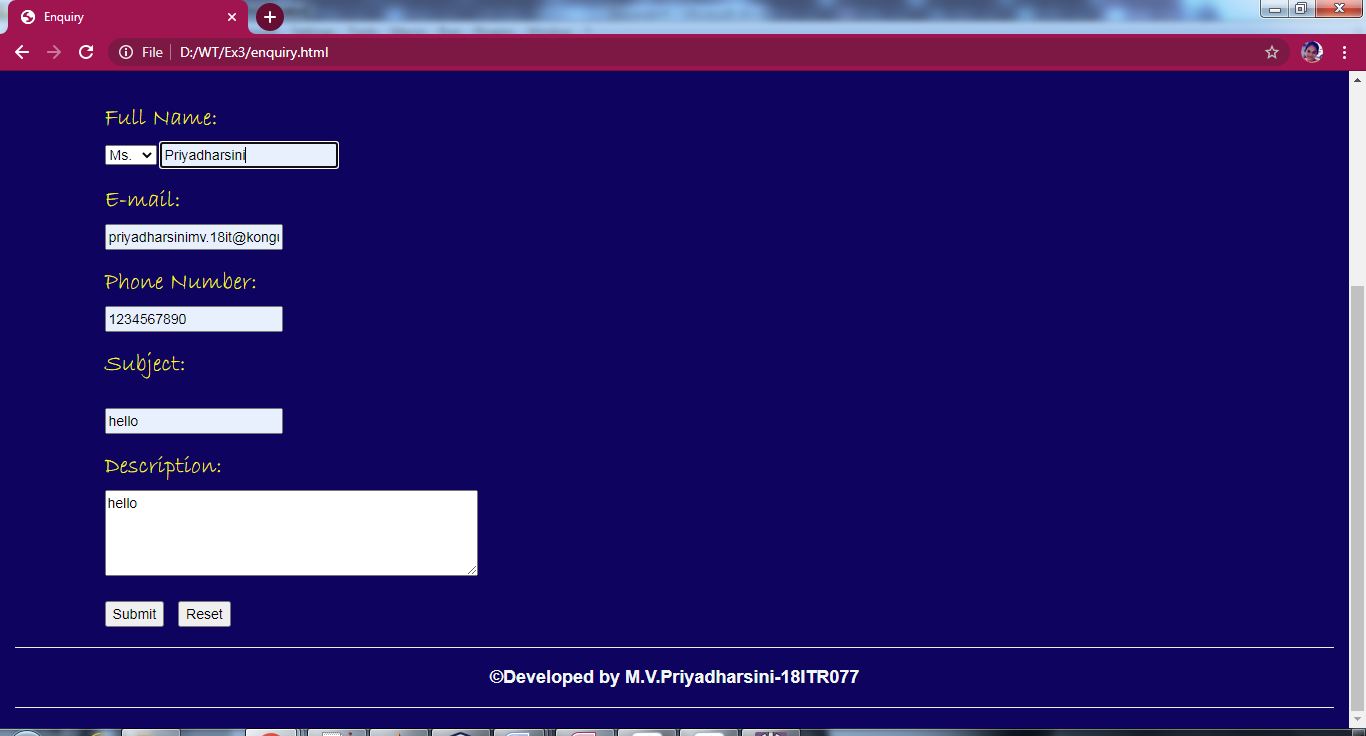 Enquiry
File D:/WT/Ex3/enquiry.html
Full Name:
Ms. Priyadharsini
E-mail:
priyadharsinimv.18it@kongu
Phone Number:
1234567890
Subject:
hello
Description:
hello
Submit Reset
©Developed by M.V.Priyadharsini-18ITR077